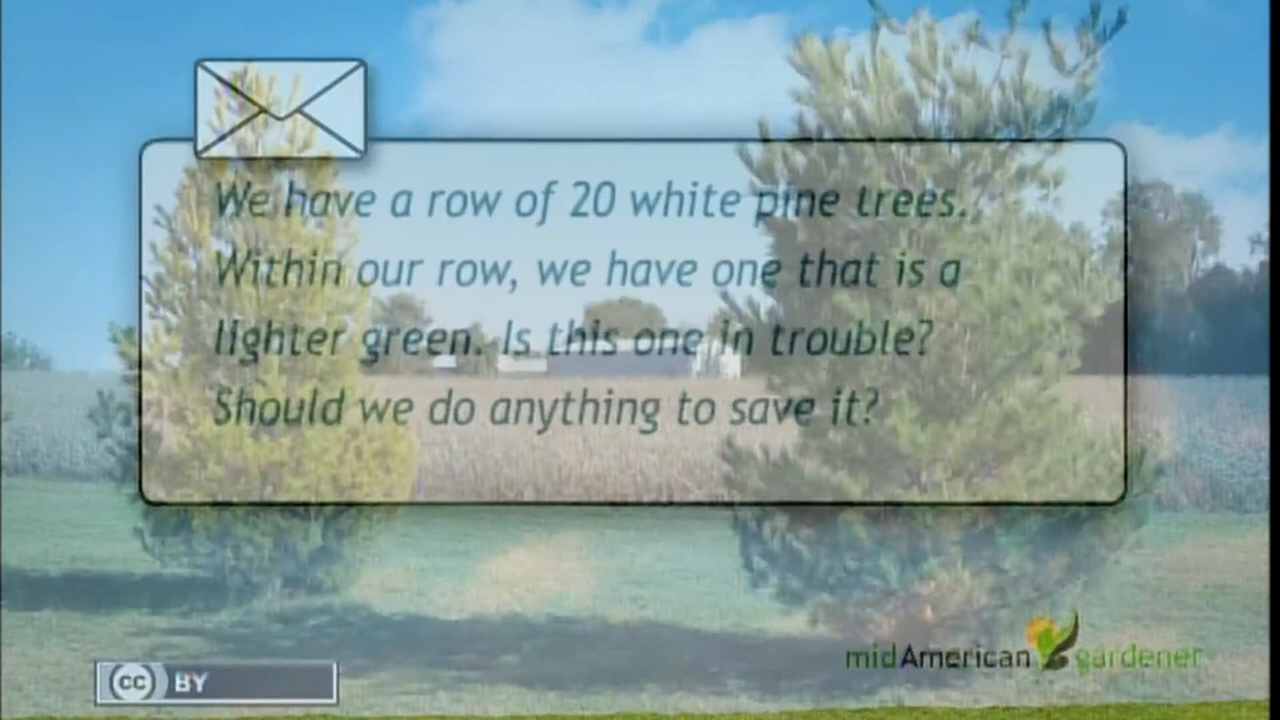 We have a row of 20 white pine trees.
Within our row, we have one that is a
lighter green. Is this one in trouble?
Should we do anything to save it?
midAmerican gardener
cc BY